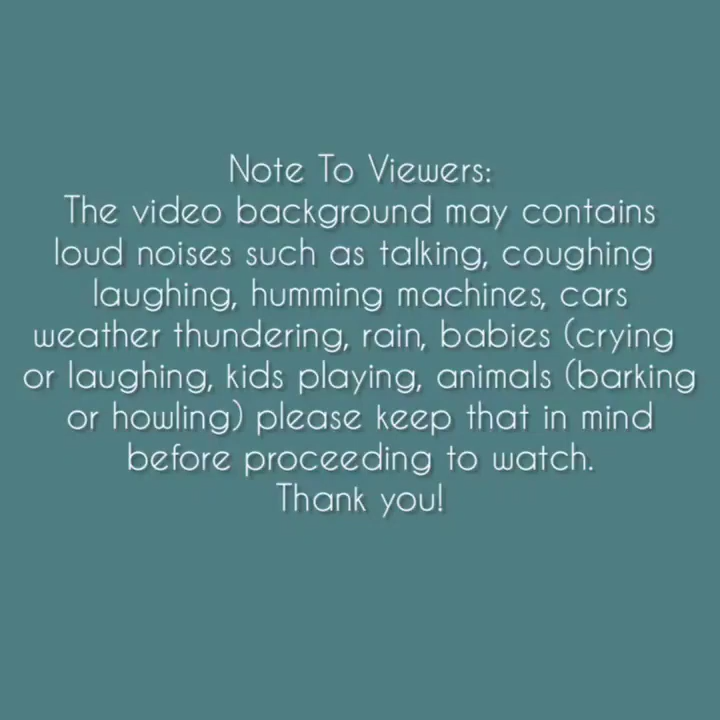 Note To Viewers:
The video background may contains
loud noises such as talking, coughing
laughing, humming machines, cars
weather thundering, rain, babies (crying
or laughing, kids playing, animals (barking
or howling) please keep that in mind
before proceeding to watch.
Thank you!